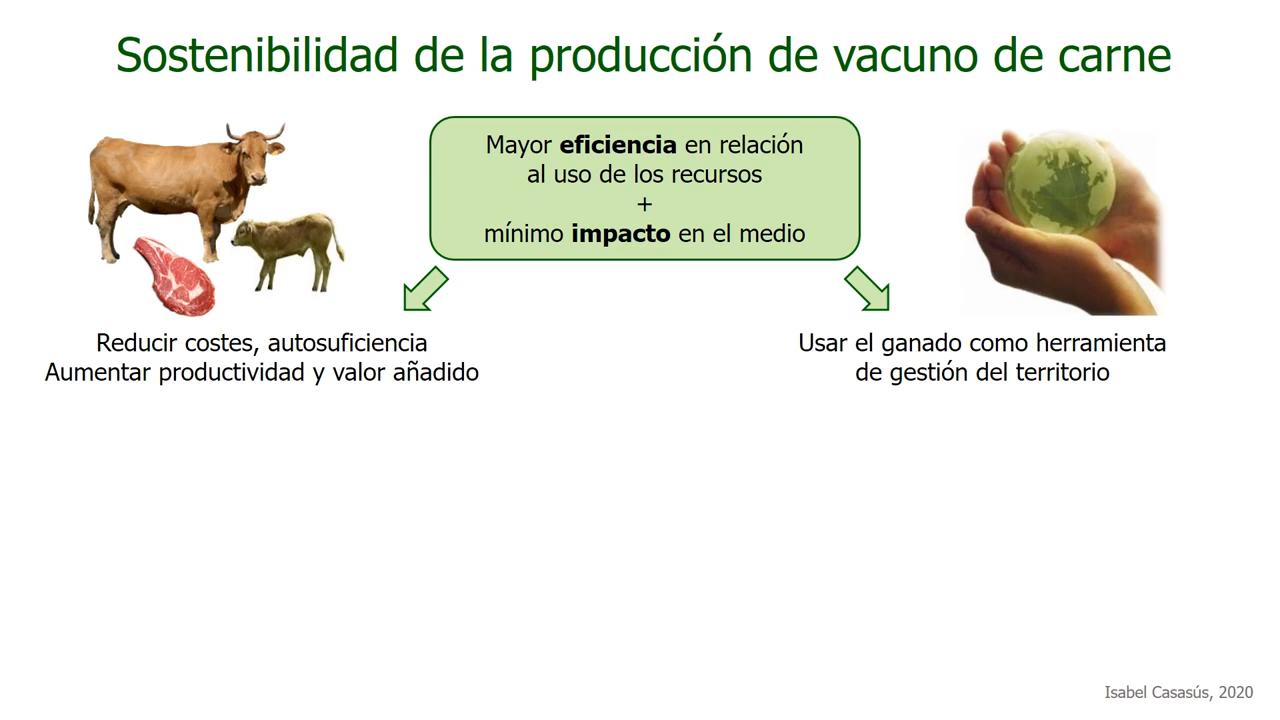 Sostenibilidad de la producción de vacuno de carne
Mayor eficiencia en relación
al uso de los recursos
+
mínimo impacto en el medio
Reducir costes, autosuficiencia
Aumentar productividad y valor añadido
Usar el ganado como herramienta
de gestión del territorio
Isabel Casasús, 2020